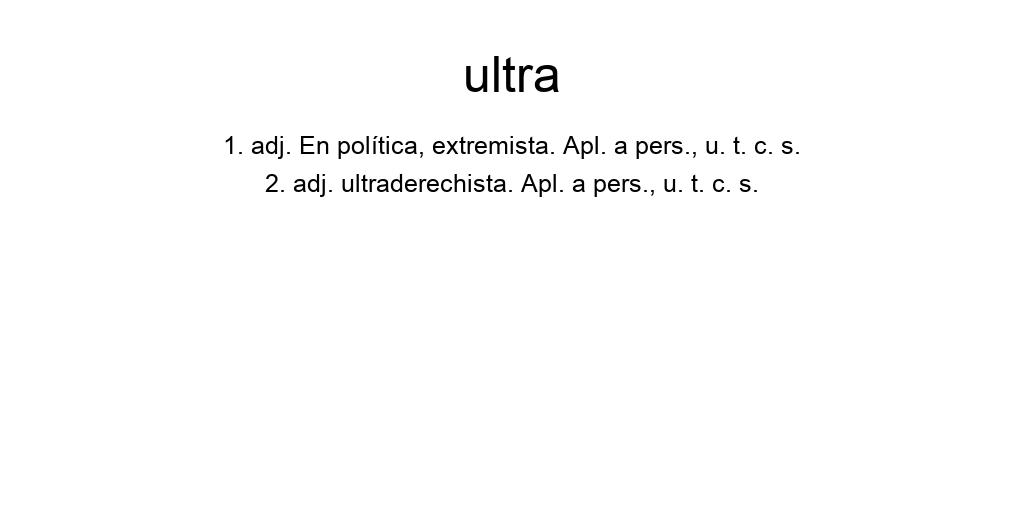 ultra
1. adj. En política, extremista. Apl. a pers., u. t. c. s.
2. adj. ultraderechista. Apl. a pers., u. t. c. s.